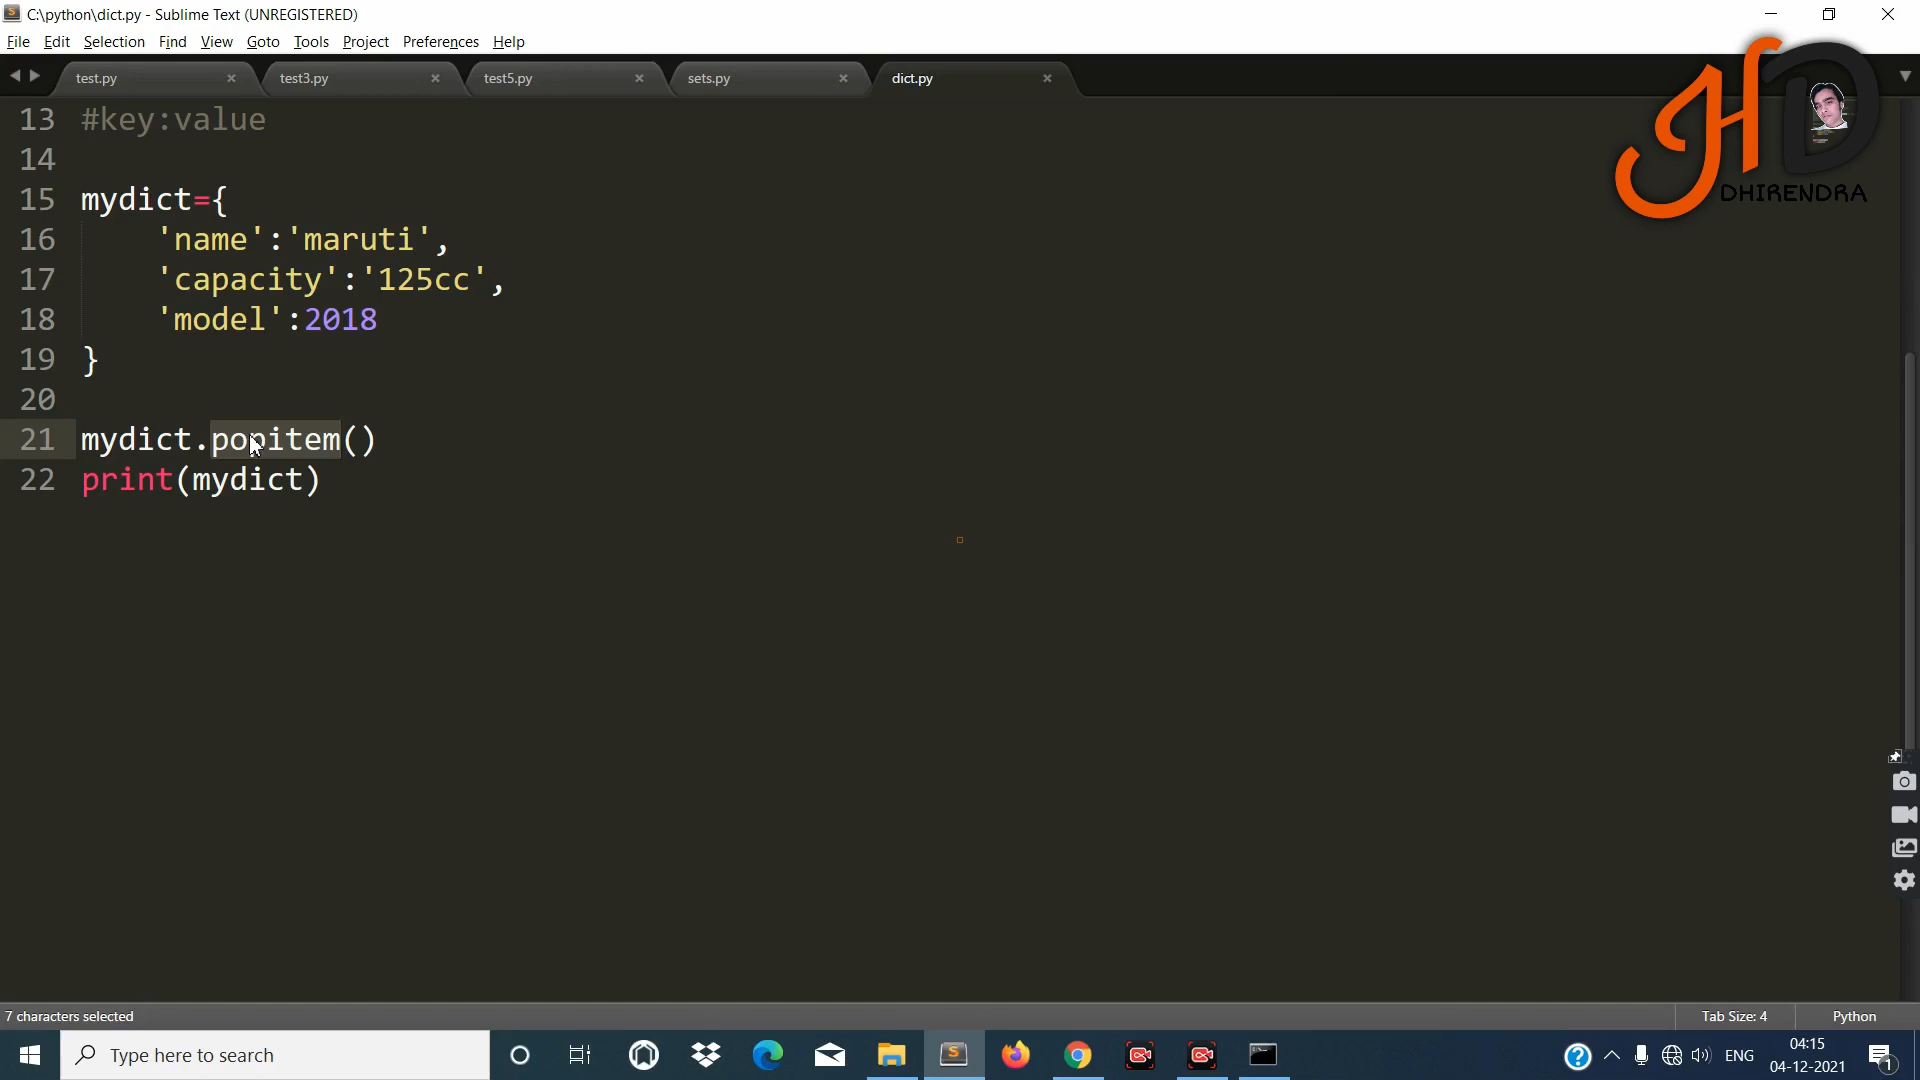 C:\python\dict.py - Sublime Text (UNREGISTERED)
File Edit Selection Find View Goto Tools Project Preferences Help
test.py test3.py test5.py sets.py dict.py
DHIRENDRA
13 #key:value
14
15 mydict={
16 'name':'maruti',
17 'capacity':'125cc',
18 'model':2018
19 }
20
21 mydict.popitem()
22 print(mydict)
7 characters selected Tab Size: 4 Python
Type here to search ENG 04:15
04-12-2021 1